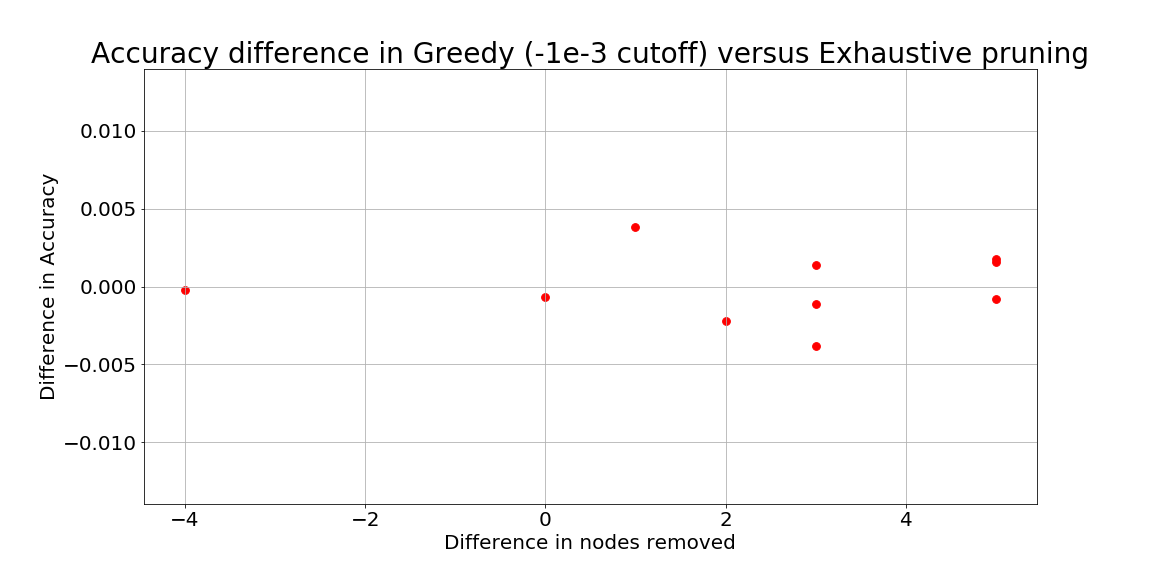 Accuracy difference in Greedy (-1e-3 cutoff) versus Exhaustive pruning
0.010
0.005
0.000
−0.005
−0.010
Difference in Accuracy
−4 −2 0 2 4
Difference in nodes removed